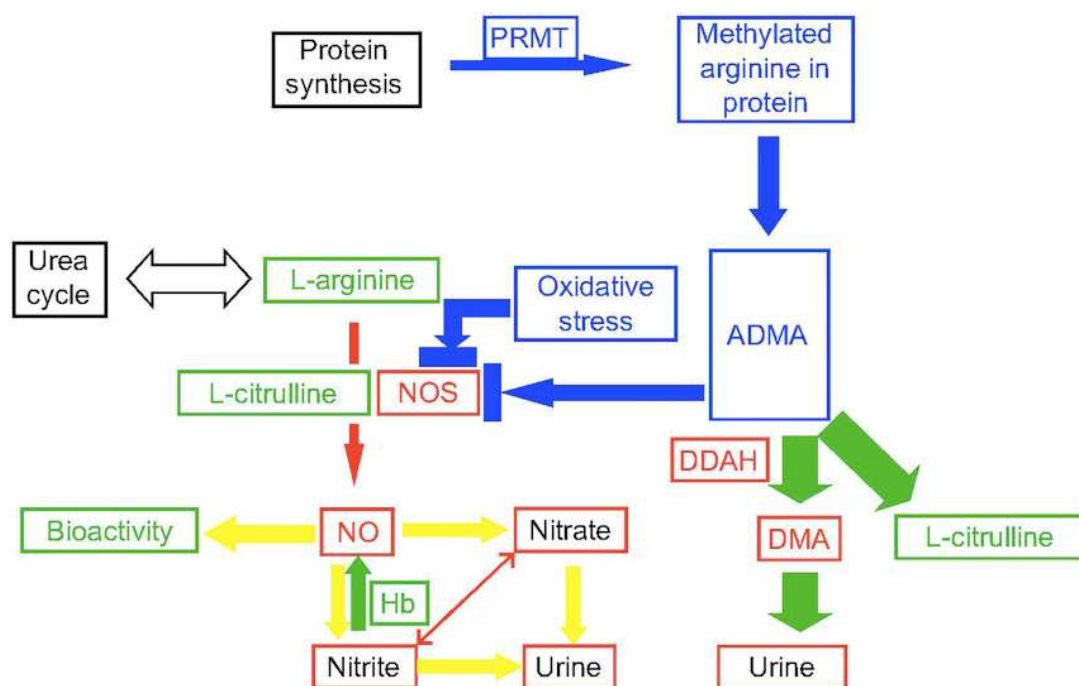 Protein
synthesis
PRMT
Methylated
arginine in
protein
Urea
cycle
L-arginine
Oxidative
stress
ADMA
L-citrulline
NOS
DDAH
Bioactivity
NO
Nitrate
DMA
L-citrulline
Hb
Nitrite
Urine
Urine